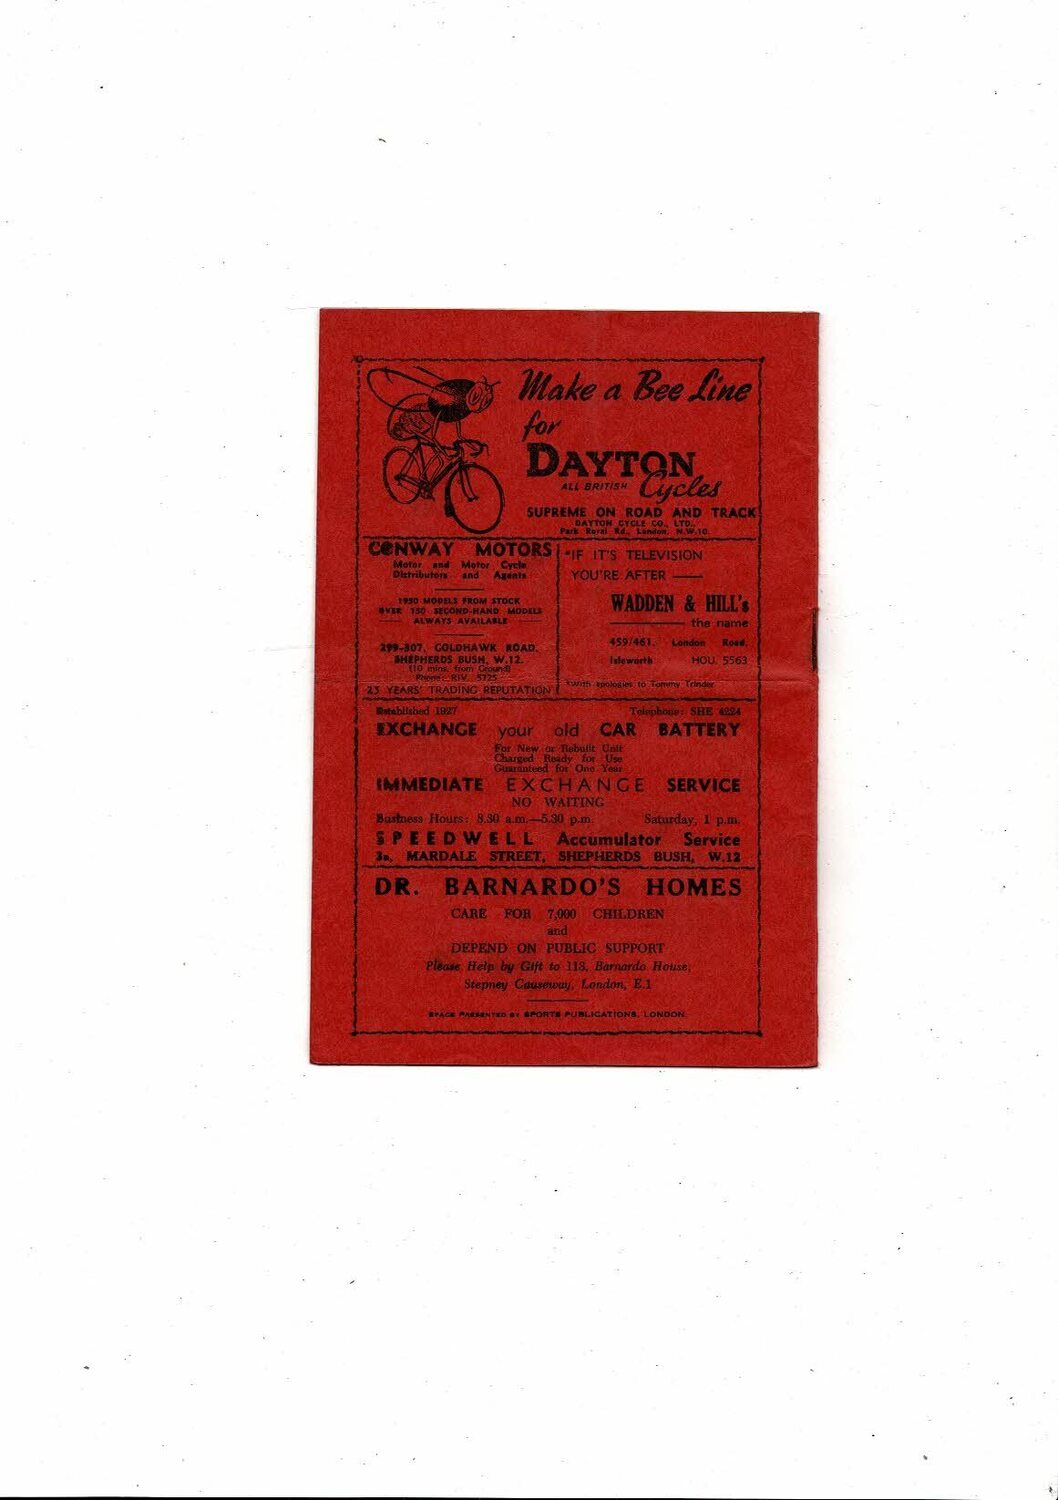 Make a Bee Line
for
DAYTON
ALL BRITISH Cycles
SUPREME ON ROAD AND TRACK
DAYTON CYCLE CO., LTD.,
Park Royal Rd., London, N.W.10.
CONWAY MOTORS
Motor and Motor Cycle
Distributors and Agents
1950 MODELS FROM STOCK
OVER 150 SECOND-HAND MODELS
ALWAYS AVAILABLE
299-307, GOLDHAWK ROAD,
SHEPHERDS BUSH, W.12.
(10 mins. from Ground)
Phone: RIV. 5725
23 YEARS' TRADING REPUTATION
*IF IT'S TELEVISION
YOU'RE AFTER —
WADDEN & HILL's
the name
459/461, London Road,
Isleworth HOU. 5563
*With apologies to Tommy Trinder
Established 1927 Telephone: SHE 4224
EXCHANGE your old CAR BATTERY
For New or Rebuilt Unit
Charged Ready for Use
Guaranteed for One Year
IMMEDIATE EXCHANGE SERVICE
NO WAITING
Business Hours: 8.30 a.m.—5.30 p.m. Saturday, 1 p.m.
SPEEDWELL Accumulator Service
MARDALE STREET, SHEPHERDS BUSH, W.12
DR. BARNARDO'S HOMES
CARE FOR 7,000 CHILDREN
and
DEPEND ON PUBLIC SUPPORT
Please Help by Gift to 113, Barnardo House,
Stepney Causeway, London, E.1
SPACE PRESENTED BY SPORTS PUBLICATIONS, LONDON.